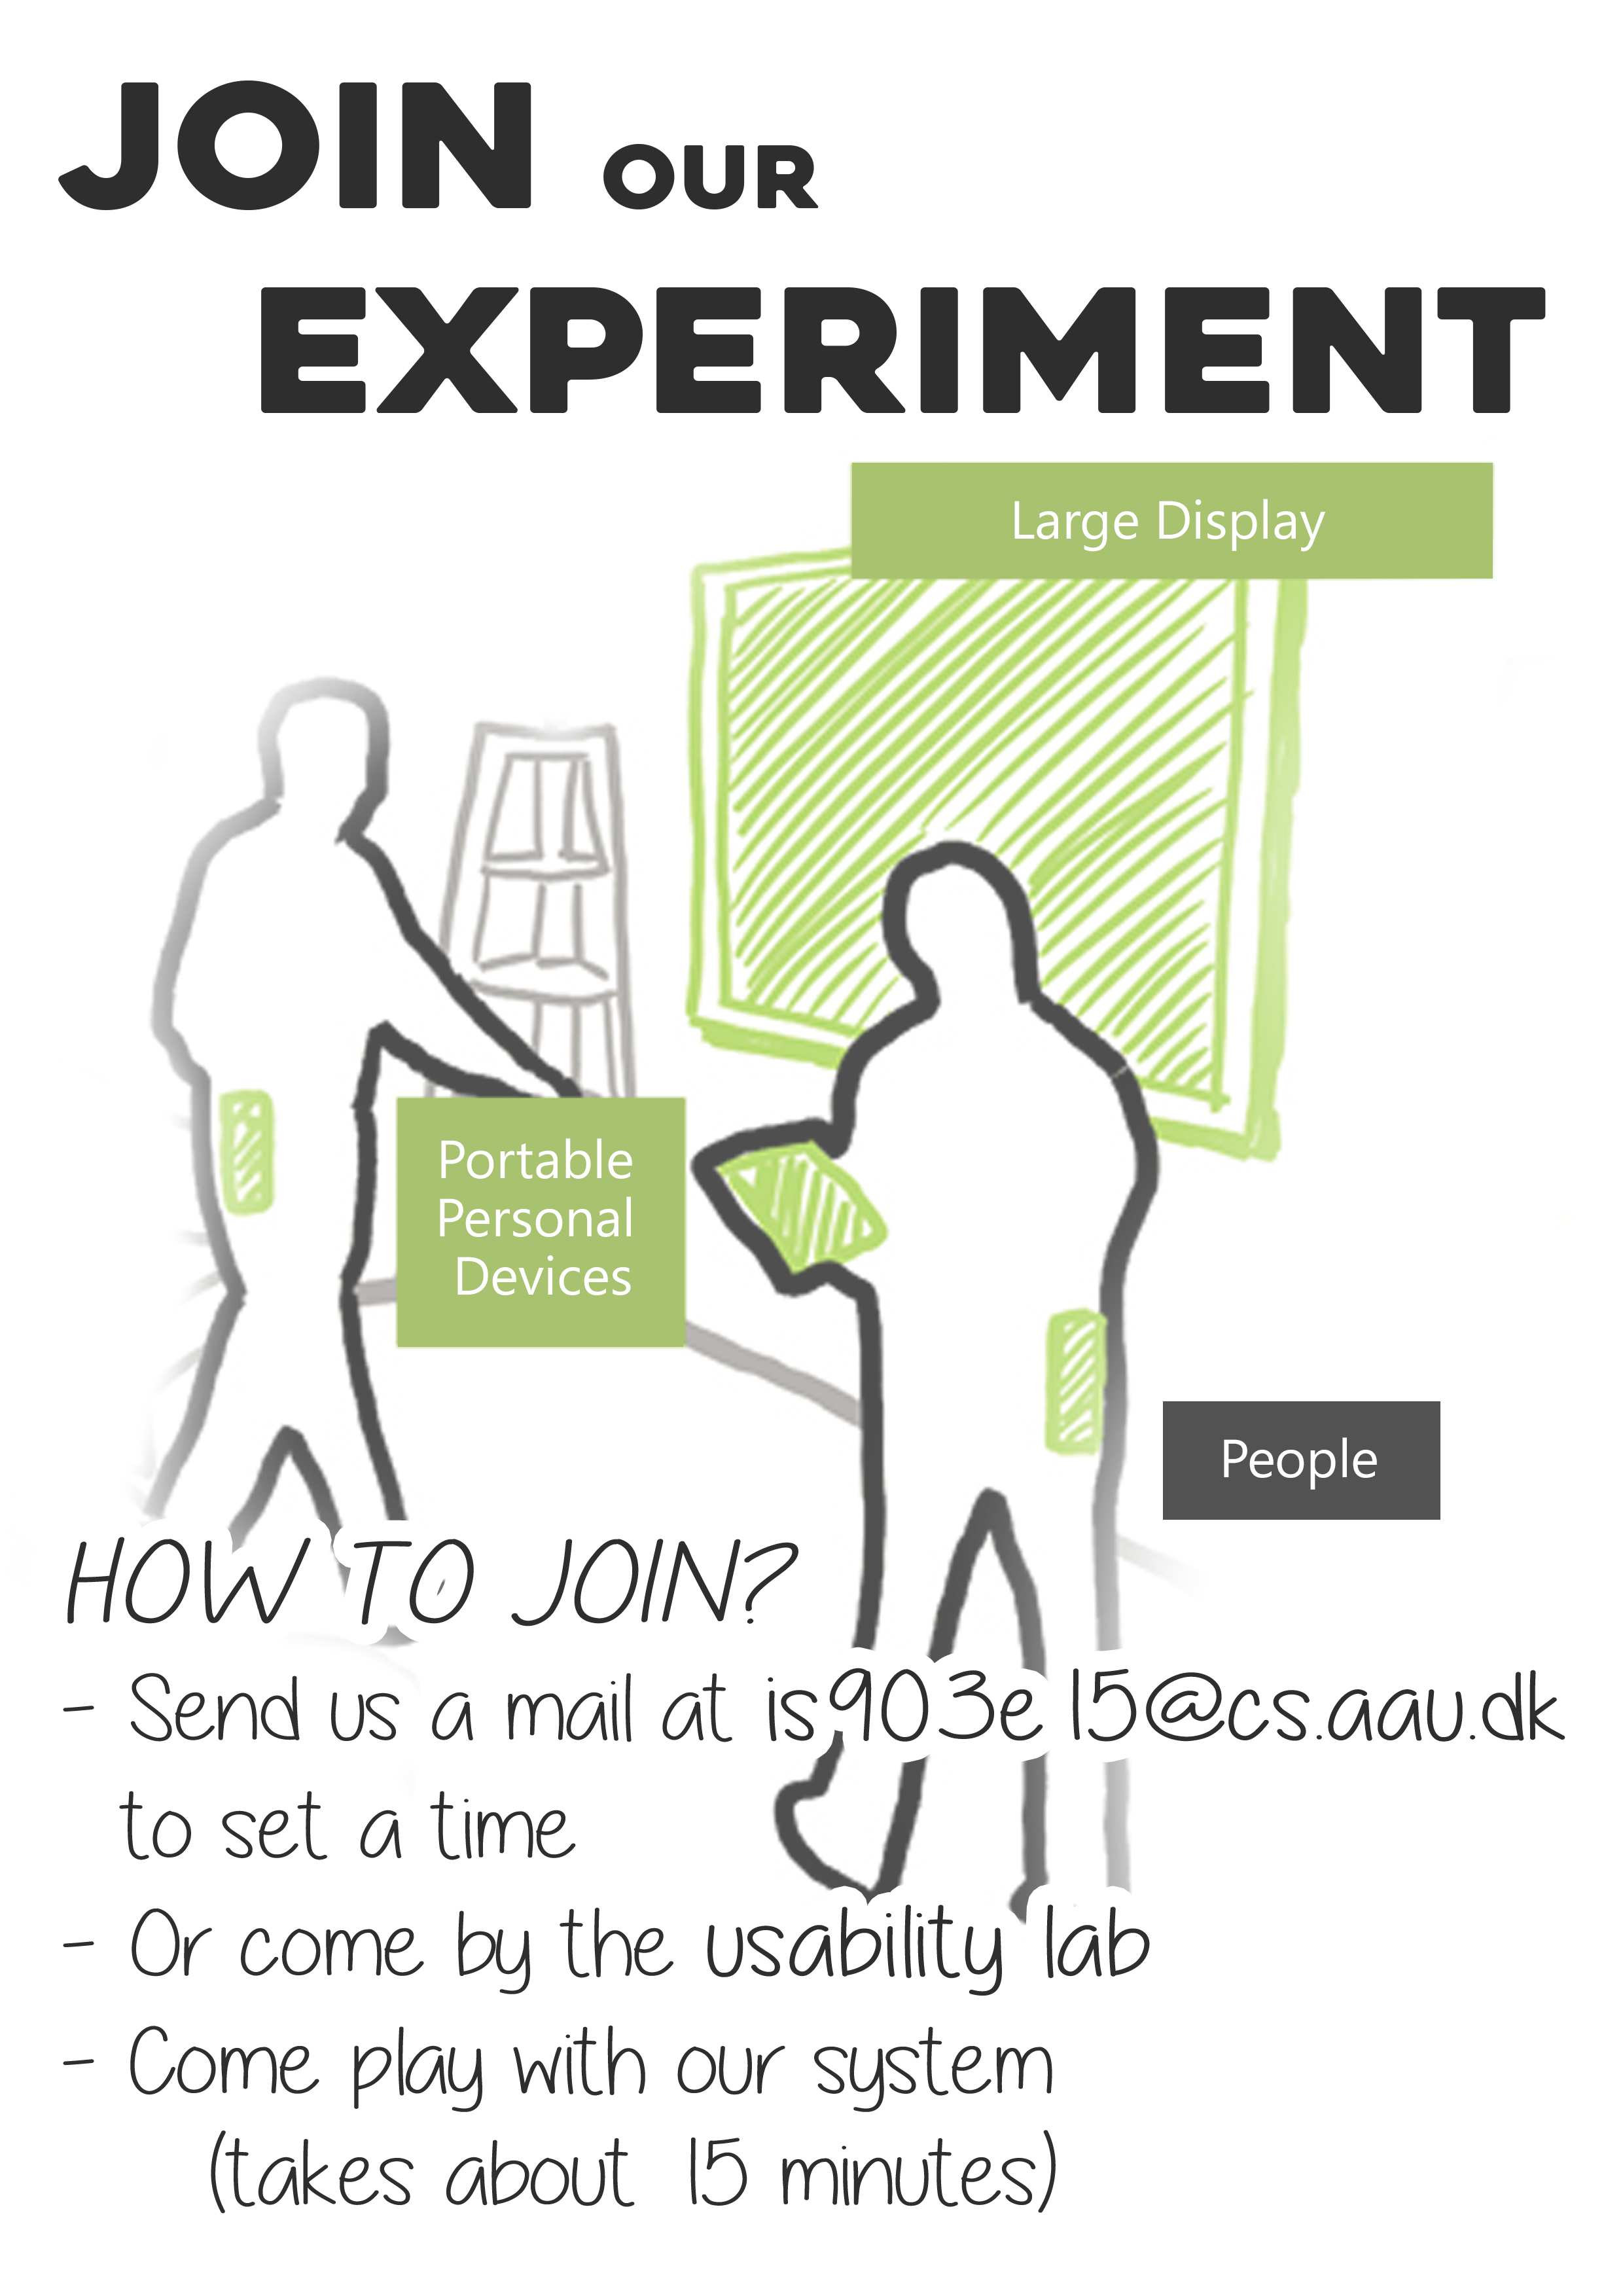 JOIN OUR
EXPERIMENT
Large Display
Portable
Personal
Devices
People
HOW TO JOIN?
- Send us a mail at is903e15@cs.aau.dk
to set a time
- Or come by the usability lab
- Come play with our system
(takes about 15 minutes)